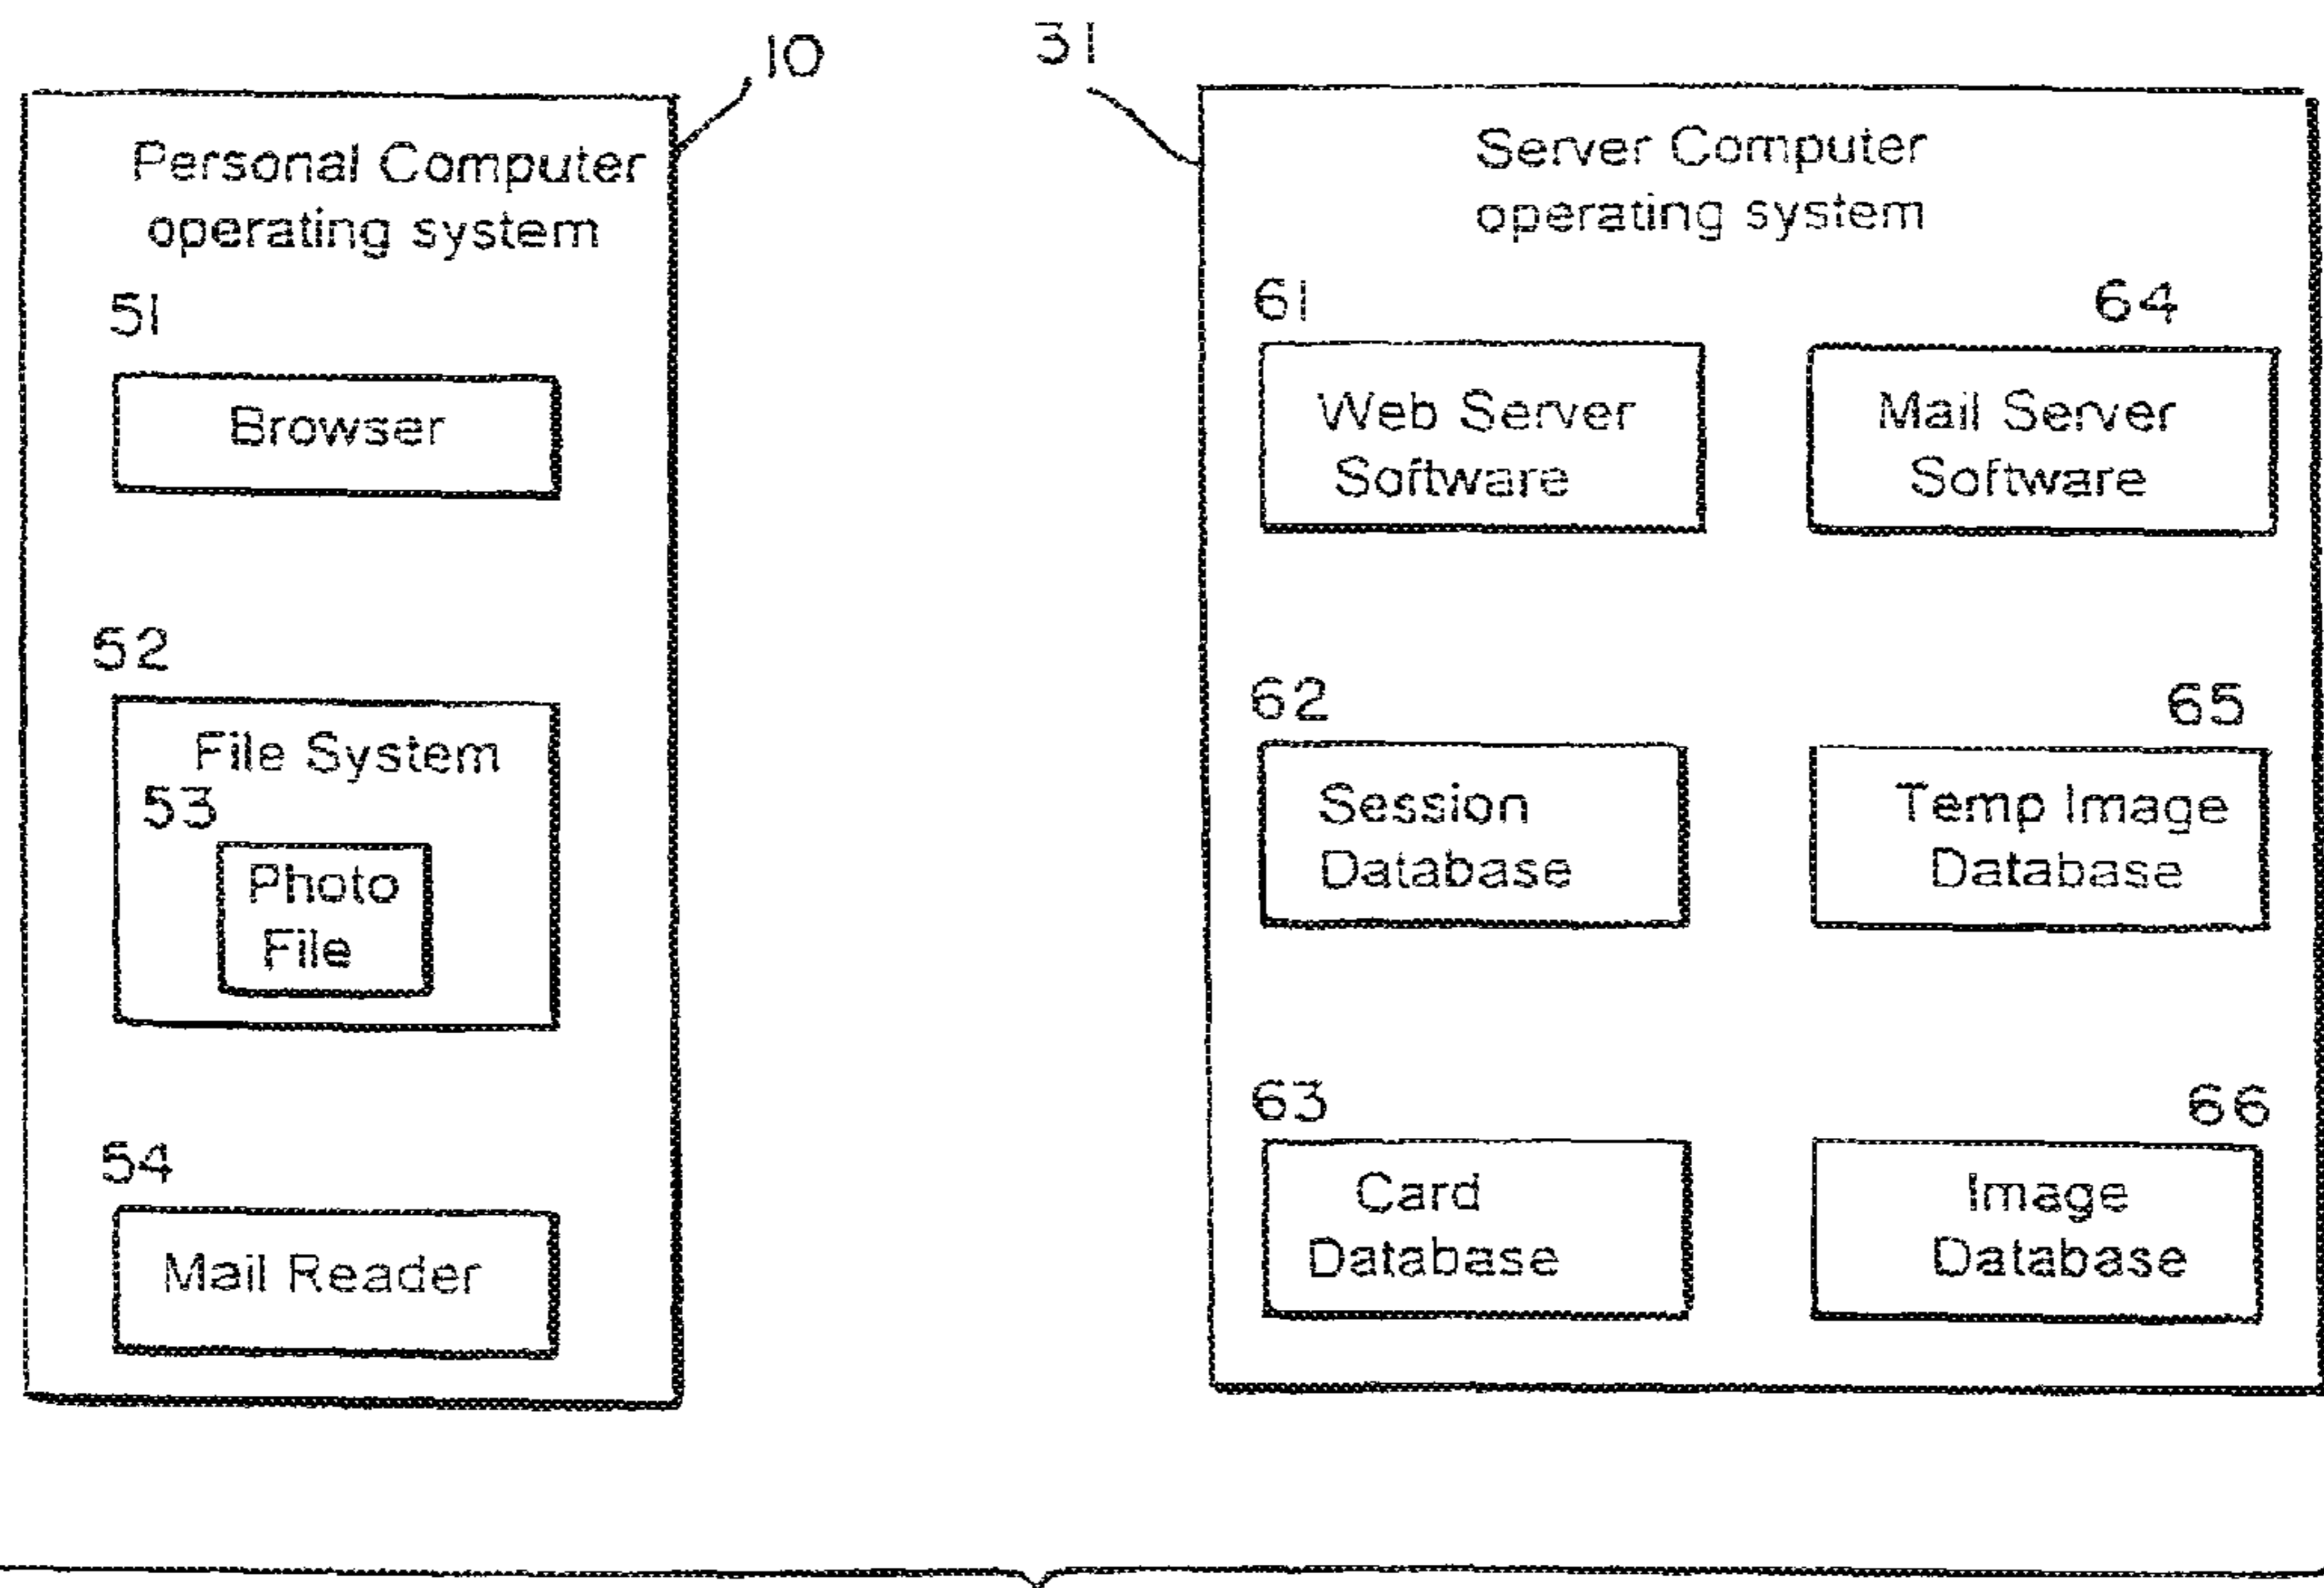 10
31
Personal Computer
operating system
51
Browser
52
File System
53
Photo
File
54
Mail Reader
Server Computer
operating system
61
Web Server
Software
64
Mail Server
Software
62
Session
Database
65
Temp Image
Database
63
Card
Database
66
Image
Database